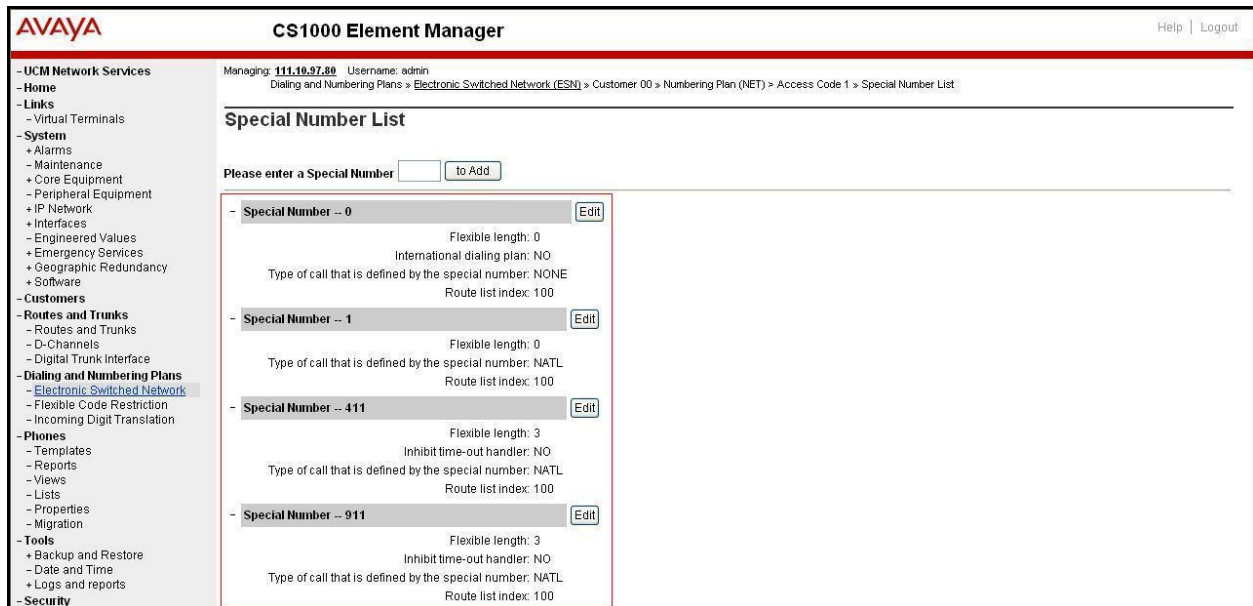 AVAYA
CS1000 Element Manager
Help | Logout
- UCM Network Services
- Home
- Links
- Virtual Terminals
- System
+ Alarms
- Maintenance
+ Core Equipment
- Peripheral Equipment
+ IP Network
+ Interfaces
- Engineered Values
+ Emergency Services
+ Geographic Redundancy
+ Software
- Customers
- Routes and Trunks
- Routes and Trunks
- D-Channels
- Digital Trunk Interface
- Dialing and Numbering Plans
- Electronic Switched Network
- Flexible Code Restriction
- Incoming Digit Translation
- Phones
- Templates
- Reports
- Views
- Lists
- Properties
- Migration
- Tools
+ Backup and Restore
- Date and Time
+ Logs and reports
- Security
Managing: 111.10.97.80 Username: admin
Dialing and Numbering Plans » Electronic Switched Network (ESN) » Customer 00 » Numbering Plan (NET) > Access Code 1 » Special Number List
Special Number List
Please enter a Special Number to Add
- Special Number -- 0 Edit
Flexible length: 0
International dialing plan: NO
Type of call that is defined by the special number: NONE
Route list index: 100
- Special Number -- 1 Edit
Flexible length: 0
Type of call that is defined by the special number: NATL
Route list index: 100
- Special Number -- 411 Edit
Flexible length: 3
Inhibit time-out handler: NO
Type of call that is defined by the special number: NATL
Route list index: 100
- Special Number -- 911 Edit
Flexible length: 3
Inhibit time-out handler: NO
Type of call that is defined by the special number: NATL
Route list index: 100